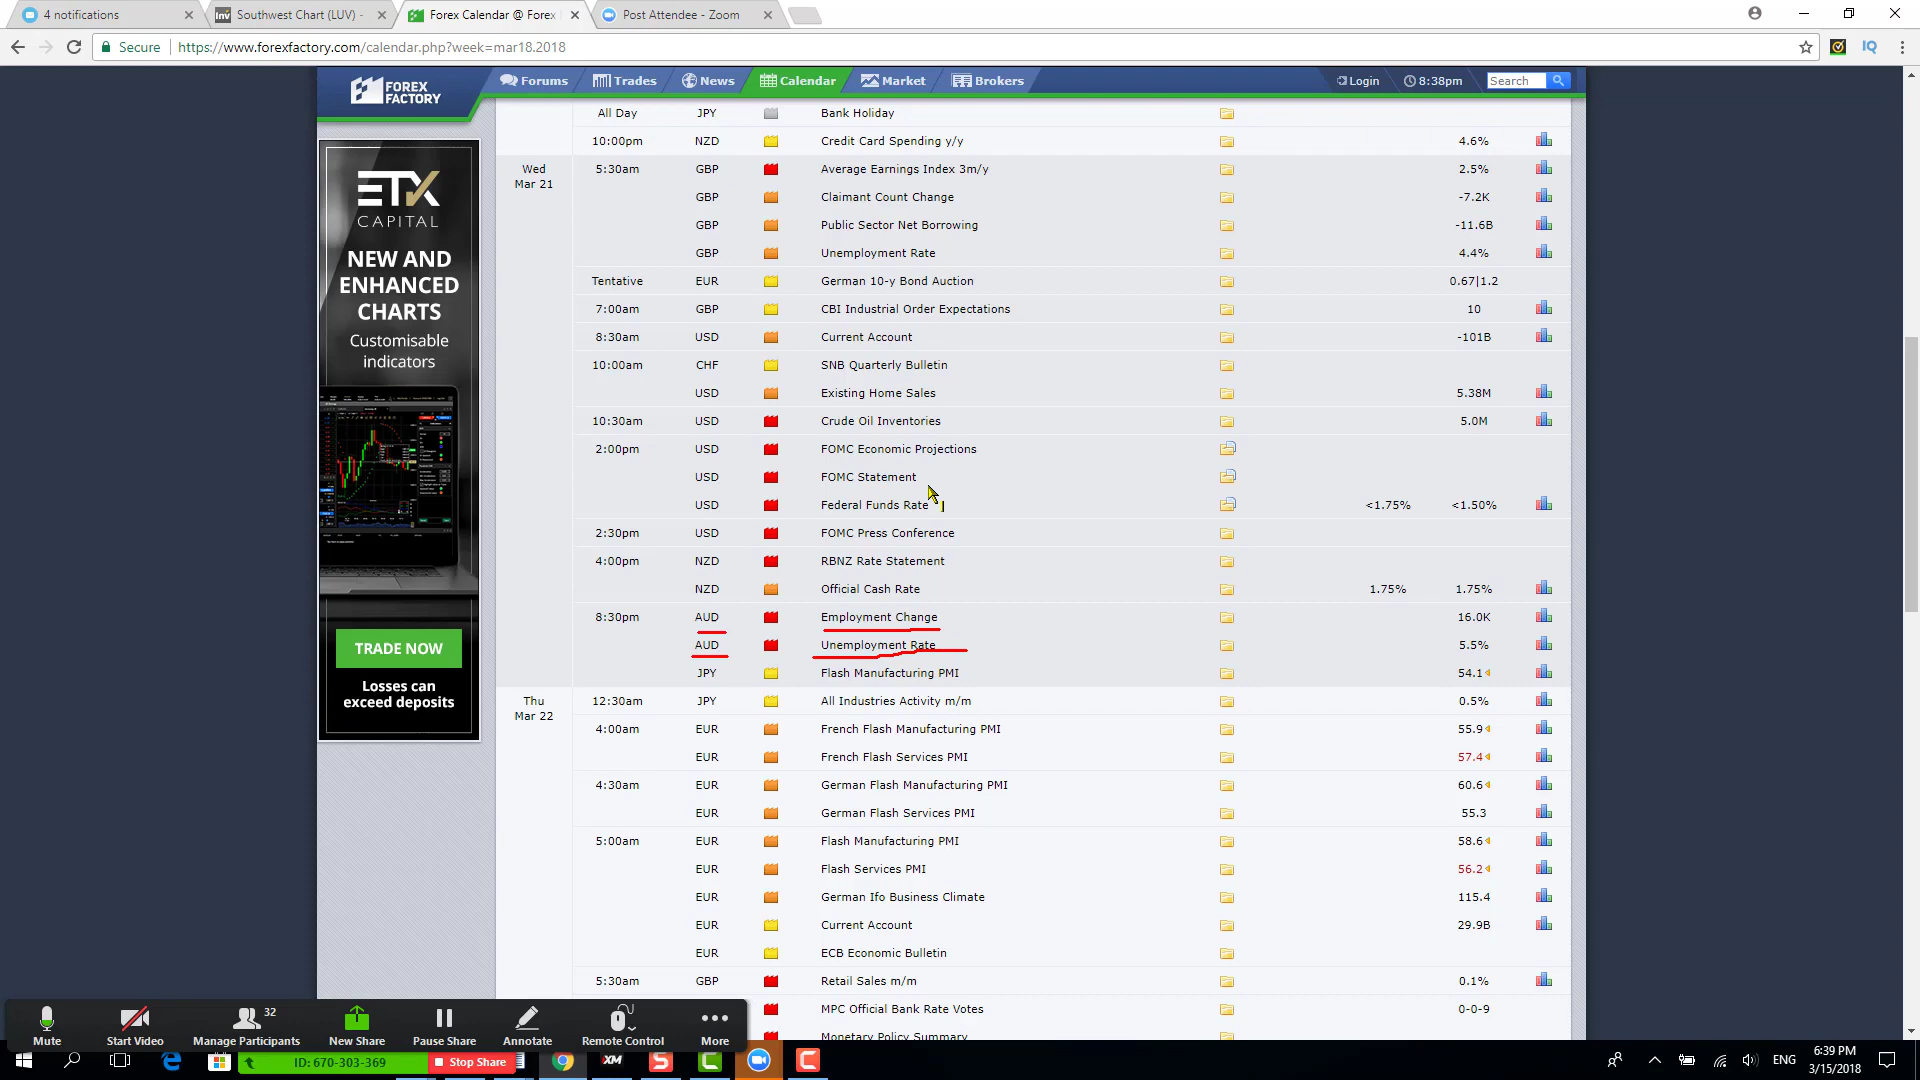 4 notifications
Inv Southwest Chart (LUV) -
Forex Calendar @ Forex
Post Attendee - Zoom
Secure https://www.forexfactory.com/calendar.php?week=mar18.2018
IQ
FOREX FACTORY
Forums Trades News Calendar Market Brokers Login 8:38pm Search
All Day JPY Bank Holiday
10:00pm NZD Credit Card Spending y/y 4.6%
Wed Mar 21 5:30am GBP Average Earnings Index 3m/y 2.5%
GBP Claimant Count Change -7.2K
GBP Public Sector Net Borrowing -11.6B
GBP Unemployment Rate 4.4%
Tentative EUR German 10-y Bond Auction 0.67|1.2
7:00am GBP CBI Industrial Order Expectations 10
8:30am USD Current Account -101B
10:00am CHF SNB Quarterly Bulletin
USD Existing Home Sales 5.38M
10:30am USD Crude Oil Inventories 5.0M
2:00pm USD FOMC Economic Projections
USD FOMC Statement
USD Federal Funds Rate <1.75% <1.50%
2:30pm USD FOMC Press Conference
4:00pm NZD RBNZ Rate Statement
NZD Official Cash Rate 1.75% 1.75%
8:30pm AUD Employment Change 16.0K
AUD Unemployment Rate 5.5%
JPY Flash Manufacturing PMI 54.1
Thu Mar 22 12:30am JPY All Industries Activity m/m 0.5%
4:00am EUR French Flash Manufacturing PMI 55.9
EUR French Flash Services PMI 57.4
4:30am EUR German Flash Manufacturing PMI 60.6
EUR German Flash Services PMI 55.3
5:00am EUR Flash Manufacturing PMI 58.6
EUR Flash Services PMI 56.2
EUR German Ifo Business Climate 115.4
EUR Current Account 29.9B
EUR ECB Economic Bulletin
5:30am GBP Retail Sales m/m 0.1%
MPC Official Bank Rate Votes 0-0-9
Monetary Policy Summary
ETX
CAPITAL
NEW AND
ENHANCED
CHARTS
Customisable
indicators
TRADE NOW
Losses can
exceed deposits
32
Mute Start Video Manage Participants New Share Pause Share Annotate Remote Control More
ID: 670-303-369 Stop Share
XM
ENG
6:39 PM
3/15/2018